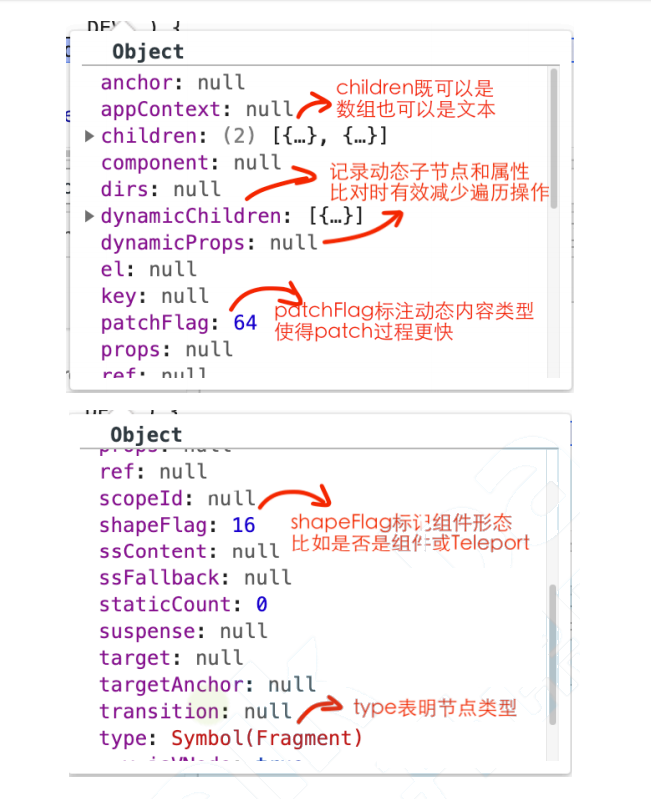 DEV ) {
Object
anchor: null
appContext: null
children: (2) [{…}, {…}]
children既可以是
数组也可以是文本
component: null
dirs: null
dynamicChildren: [{…}]
dynamicProps: null
记录动态子节点和属性
比对时有效减少遍历操作
el: null
key: null
patchFlag: 64
patchFlag标注动态内容类型
使得patch过程更快
props: null
ref: null
Object
props: null
ref: null
scopeId: null
shapeFlag: 16
shapeFlag标记组件形态
比如是否是组件或Teleport
ssContent: null
ssFallback: null
staticCount: 0
suspense: null
target: null
targetAnchor: null
transition: null
type表明节点类型
type: Symbol(Fragment)